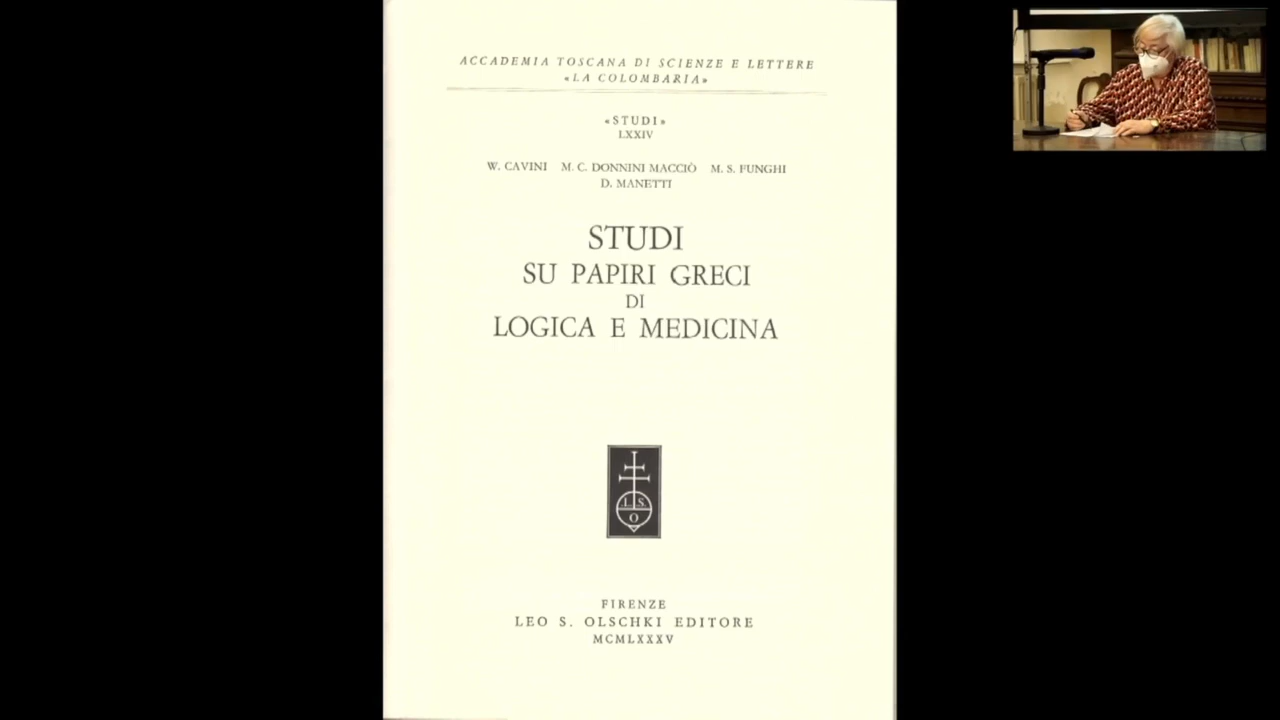 ACCADEMIA TOSCANA DI SCIENZE E LETTERE
«LA COLOMBARIA»
«STUDI»
LXXIV
W. CAVINI M. C. DONNINI MACCIÒ M. S. FUNGHI
D. MANETTI
STUDI
SU PAPIRI GRECI
DI
LOGICA E MEDICINA
L. S.
O
FIRENZE
LEO S. OLSCHKI EDITORE
MCMLXXXV